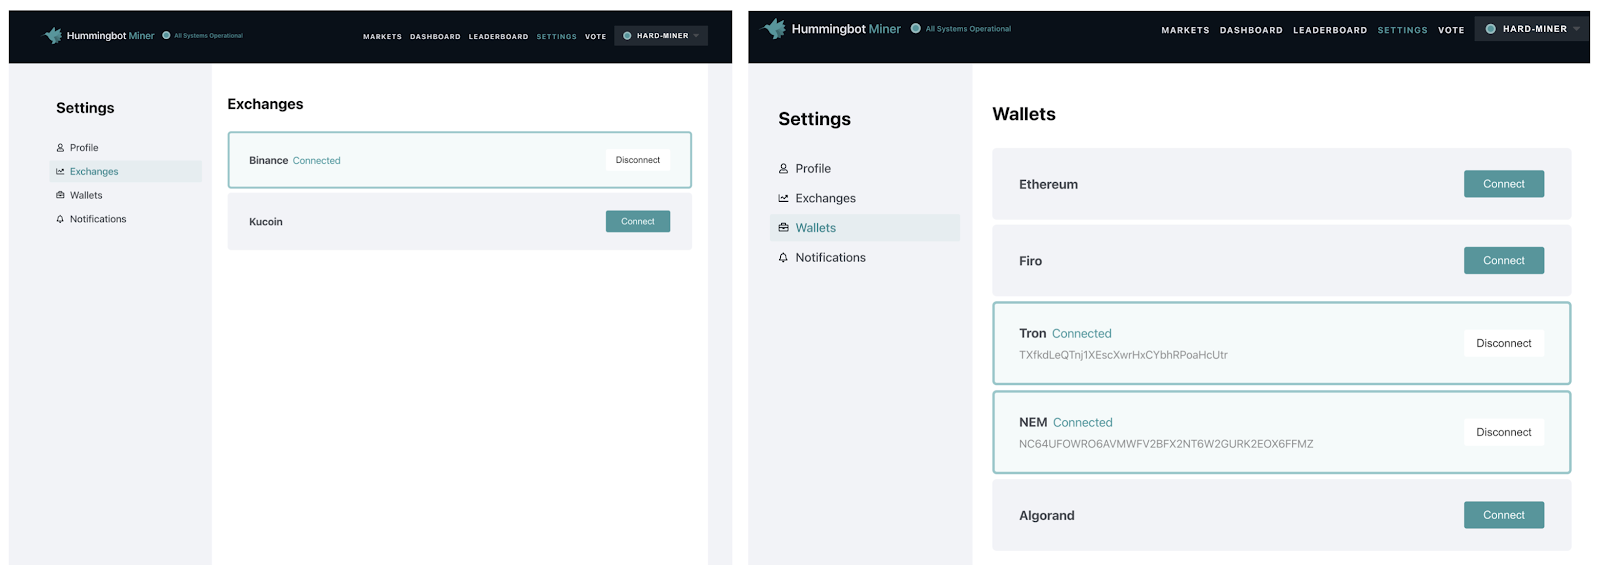 Hummingbot Miner All Systems Operational
MARKETS DASHBOARD LEADERBOARD SETTINGS VOTE HARD-MINER
Settings
Profile
Exchanges
Wallets
Notifications
Exchanges
Binance Connected Disconnect
Kucoin Connect
Hummingbot Miner All Systems Operational
MARKETS DASHBOARD LEADERBOARD SETTINGS VOTE HARD-MINER
Settings
Profile
Exchanges
Wallets
Notifications
Wallets
Ethereum Connect
Firo Connect
Tron Connected
TXfkdLeQTnj1XEscXwrHxCYbhRPoaHcUtr
Disconnect
NEM Connected
NC64UFOWRO6AVMWFV2BFX2NT6W2GURK2EOX6FFMZ
Disconnect
Algorand Connect